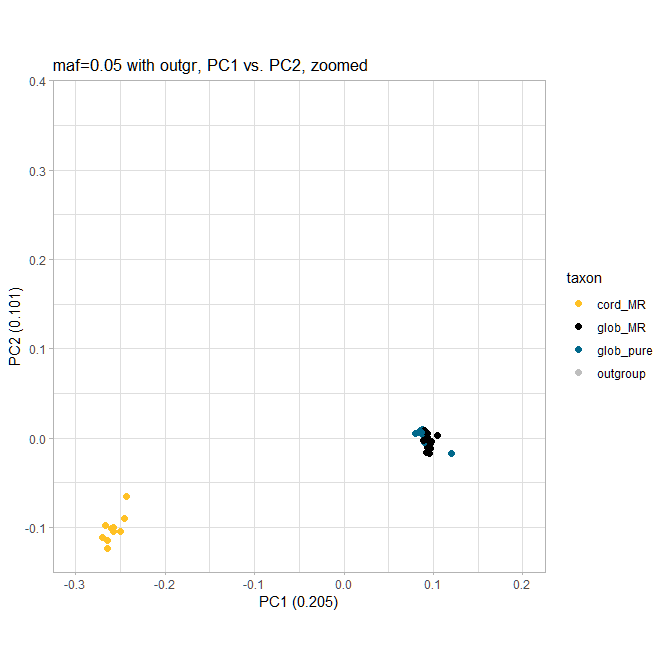 maf=0.05 with outgr, PC1 vs. PC2, zoomed
0.4
0.3
0.2
0.1
0.0
-0.1
PC2 (0.101)
-0.3
-0.2
-0.1
0.0
0.1
0.2
PC1 (0.205)
taxon
cord_MR
glob_MR
glob_pure
outgroup